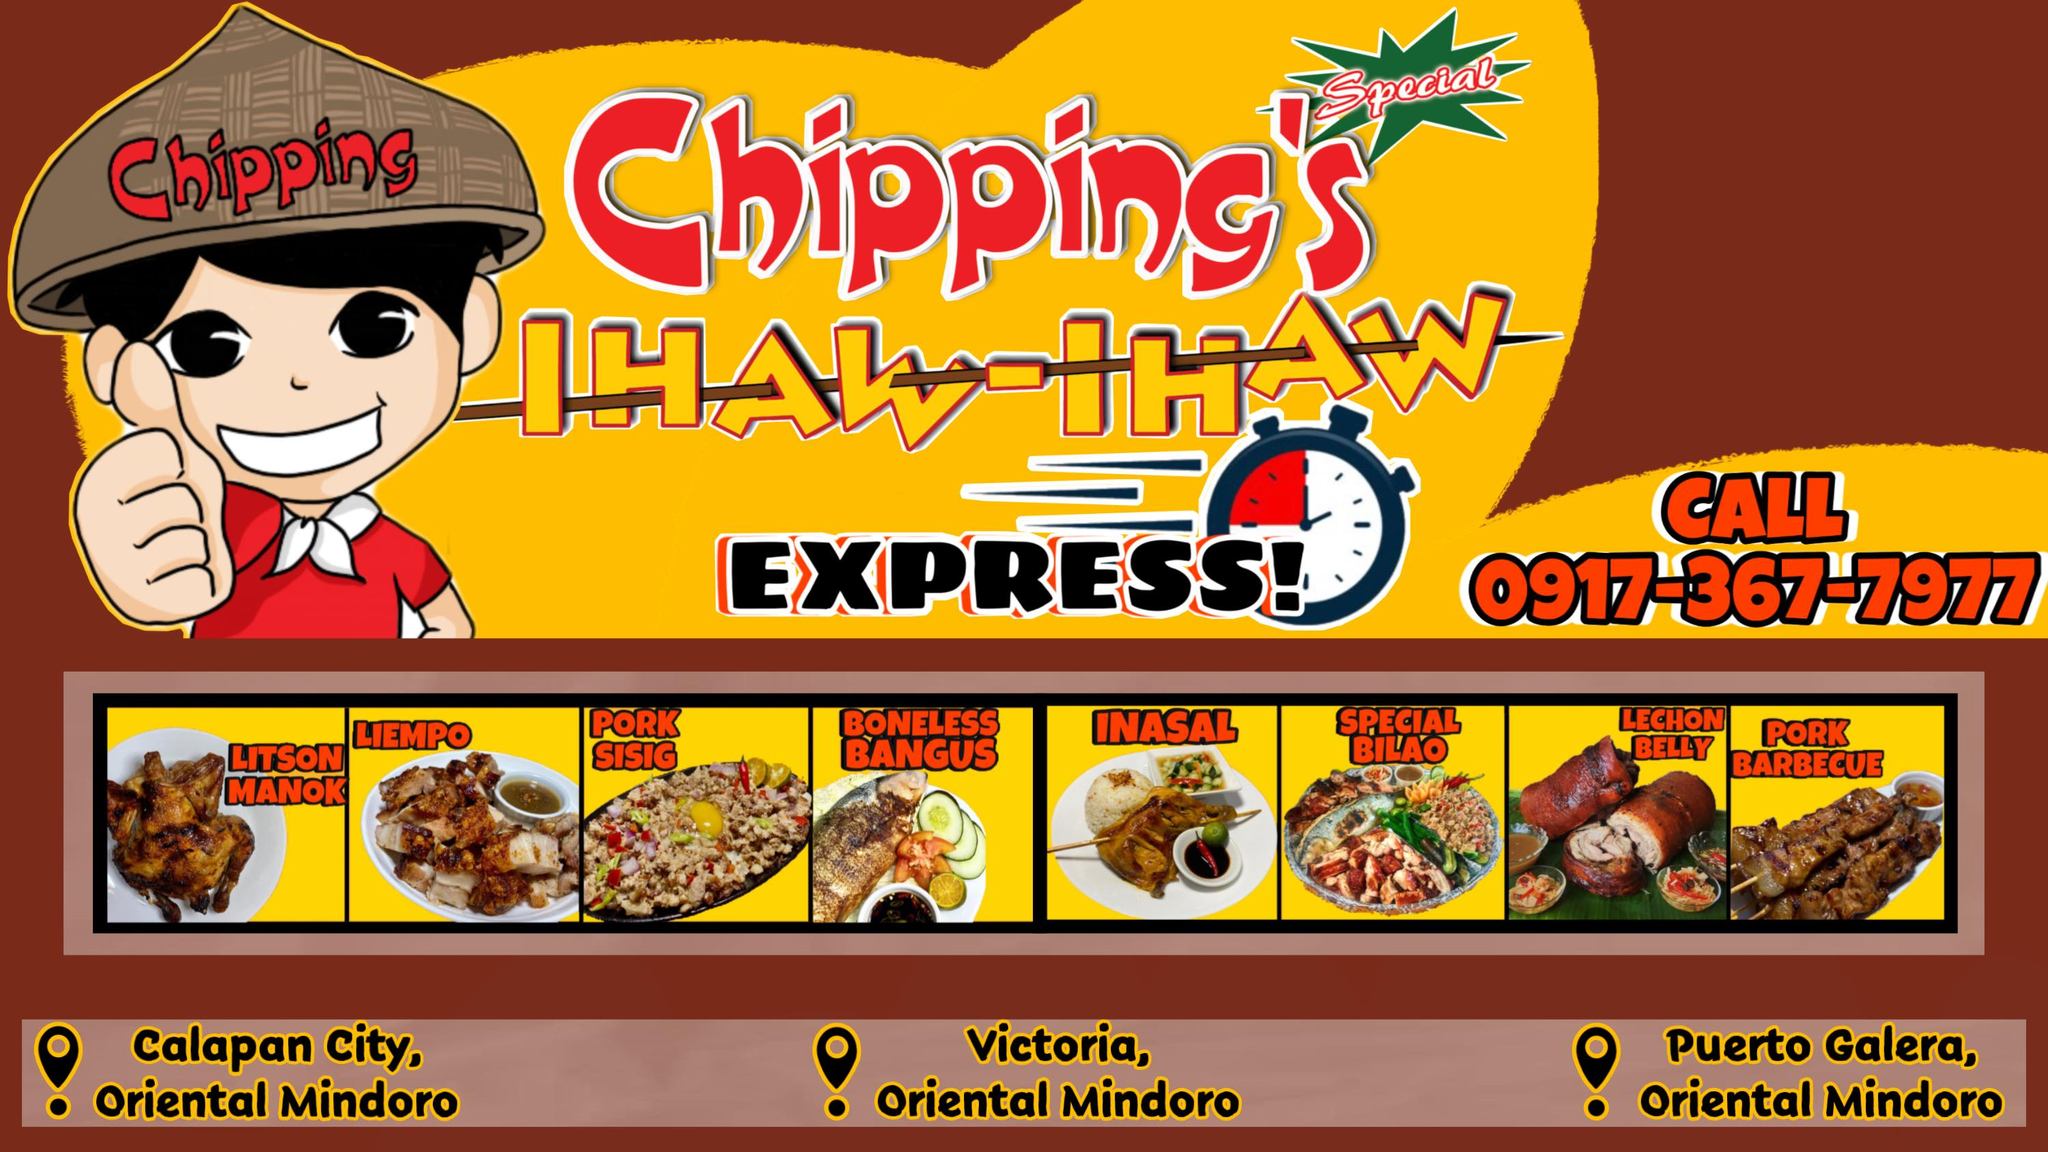 Chipping
Special
Chipping's
IHAW-IHAW
EXPRESS!
CALL
0917-367-7977
LITSON
MANOK
LIEMPO
PORK
SISIG
BONELESS
BANGUS
INASAL
SPECIAL
BILAO
LECHON
BELLY
PORK
BARBECUE
Calapan City,
Oriental Mindoro
Victoria,
Oriental Mindoro
Puerto Galera,
Oriental Mindoro